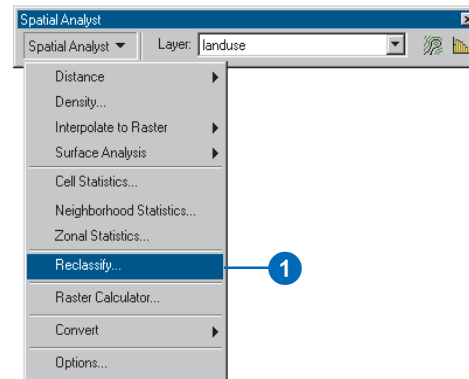 Spatial Analyst
Spatial Analyst Layer: landuse
Distance
Density...
Interpolate to Raster
Surface Analysis
Cell Statistics...
Neighborhood Statistics...
Zonal Statistics...
Reclassify... 1
Raster Calculator...
Convert
Options...